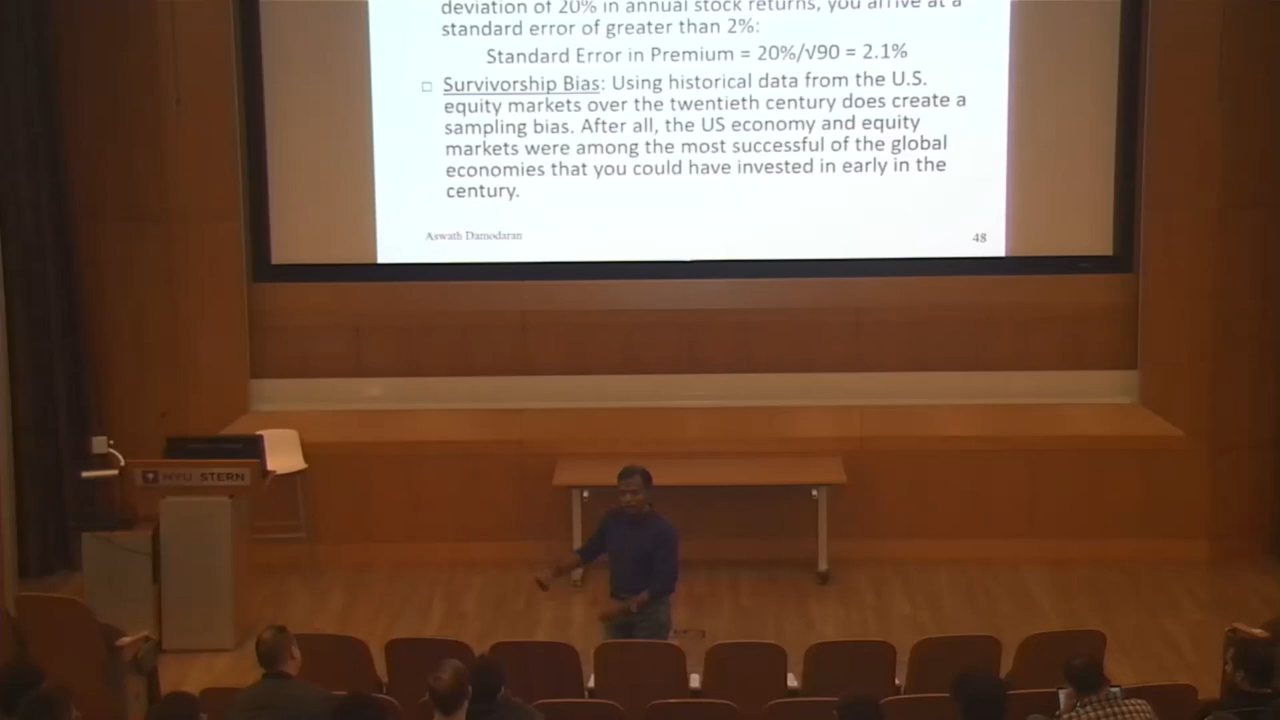 deviation of 20% in annual stock returns, you arrive at a
standard error of greater than 2%:
Standard Error in Premium = 20%/√90 = 2.1%
Survivorship Bias: Using historical data from the U.S.
equity markets over the twentieth century does create a
sampling bias. After all, the US economy and equity
markets were among the most successful of the global
economies that you could have invested in early in the
century.
Aswath Damodaran
48
NYU STERN